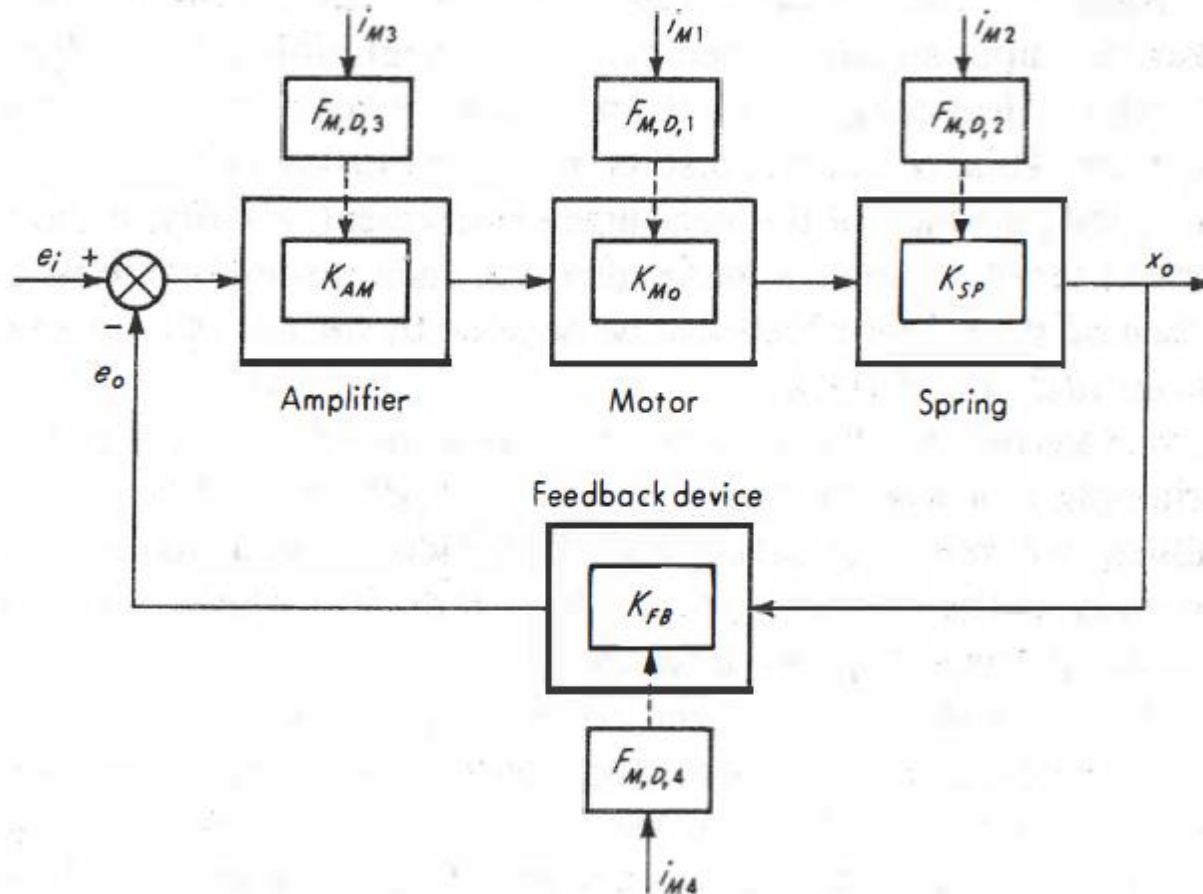 i_M3 i_M1 i_M2
F_M,D,3 F_M,D,1 F_M,D,2
e_i + K_AM K_Mo K_SP x_o
−
e_o
Amplifier Motor Spring
Feedback device
K_FB
F_M,D,4
i_M4